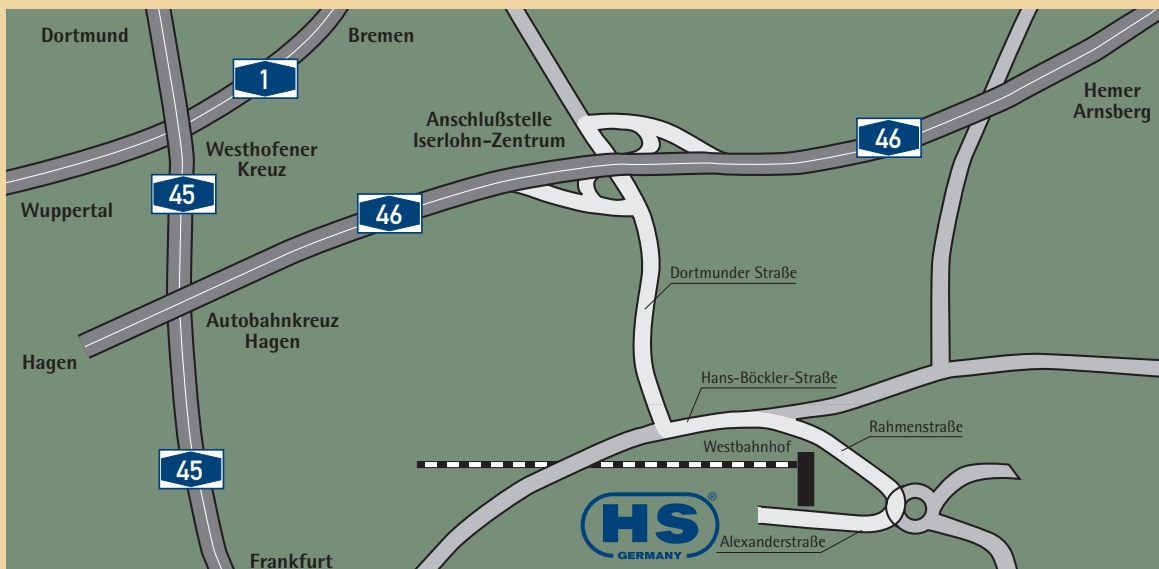 Dortmund
Bremen
1
Hemer
Arnsberg
Anschlußstelle
Iserlohn-Zentrum
46
Westhofener
Kreuz
45
Wuppertal
46
Dortmunder Straße
Autobahnkreuz
Hagen
Hagen
Hans-Böckler-Straße
Rahmenstraße
Westbahnhof
45
HS®
GERMANY
Alexanderstraße
Frankfurt